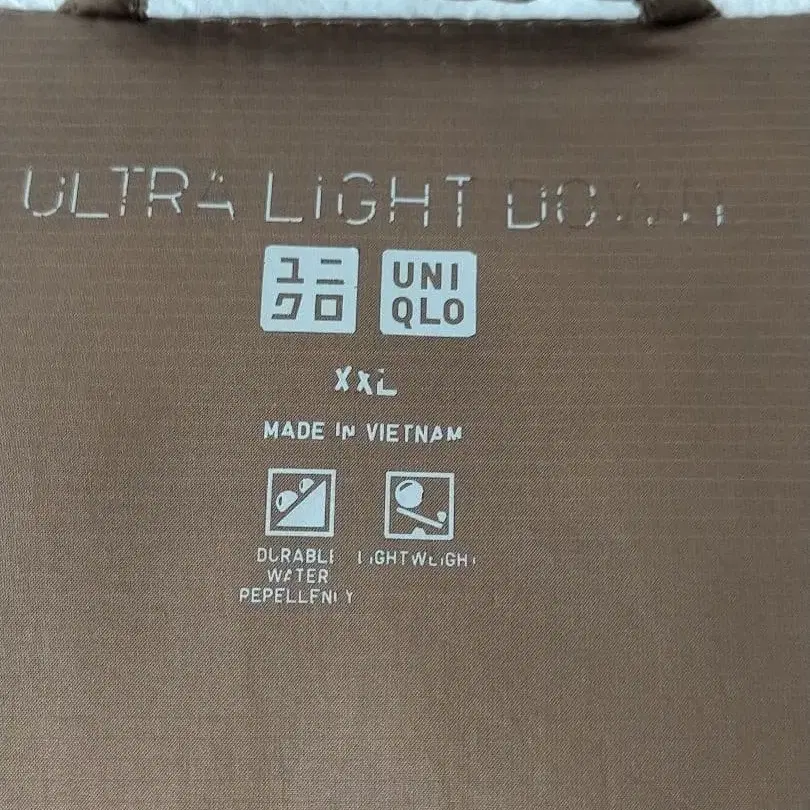 ULTRA LIGHT DOWN
ユニ UNI
クロ QLO
XXL
MADE IN VIETNAM
DURABLE LIGHTWEIGHT
WATER
REPELLENCY